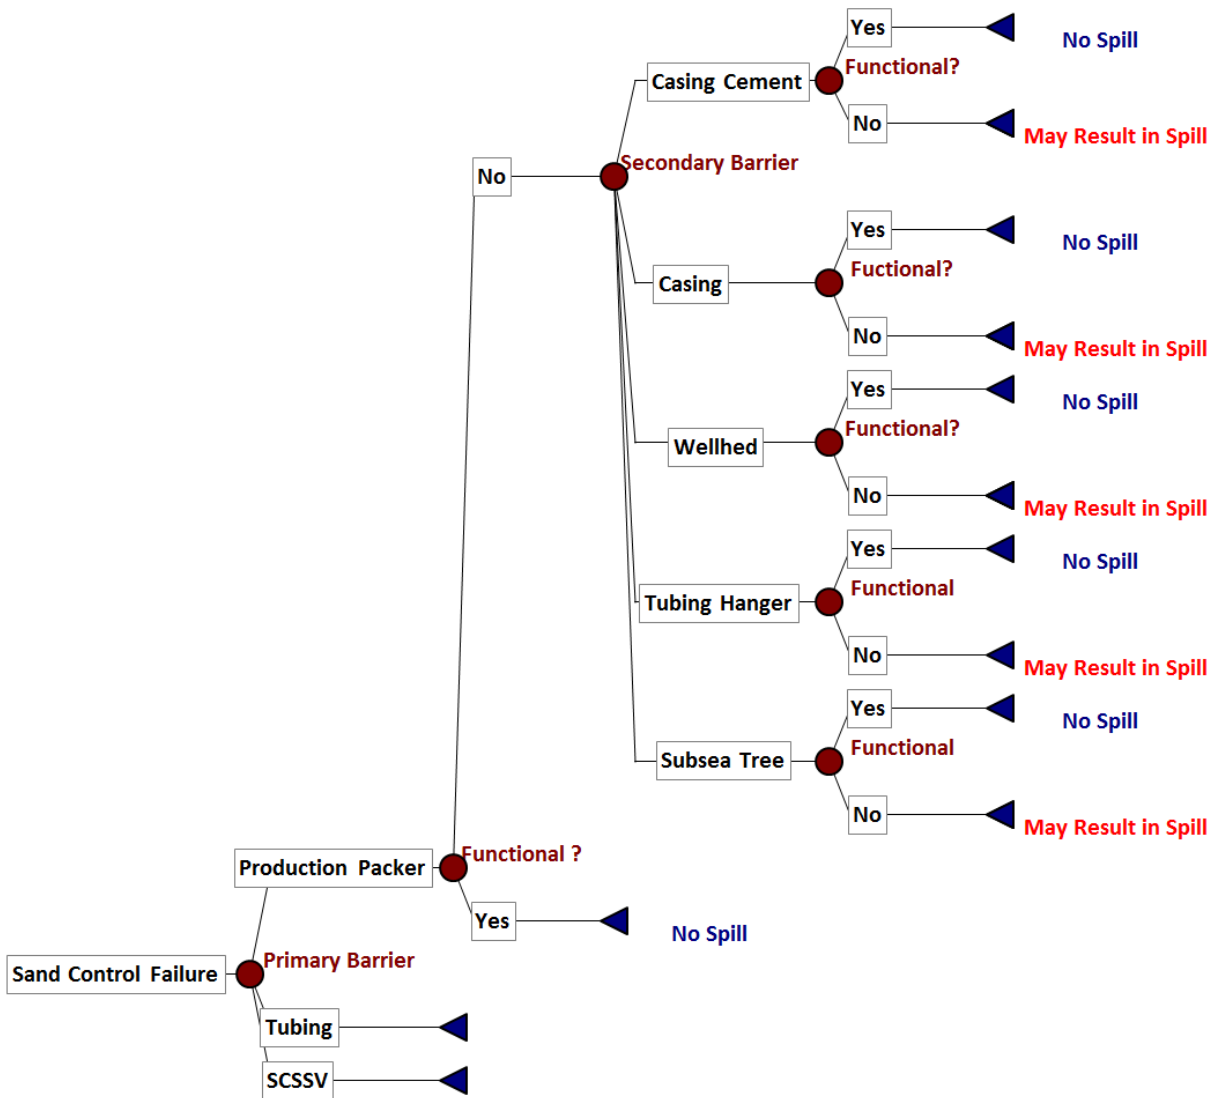 Yes
No Spill
Functional?
Casing Cement
No
May Result in Spill
No
Secondary Barrier
Yes
No Spill
Fuctional?
Casing
No
May Result in Spill
Yes
No Spill
Functional?
Wellhed
No
May Result in Spill
Yes
No Spill
Functional
Tubing Hanger
No
May Result in Spill
Yes
No Spill
Functional
Subsea Tree
No
May Result in Spill
Functional ?
Production Packer
Yes
No Spill
Primary Barrier
Sand Control Failure
Tubing
SCSSV